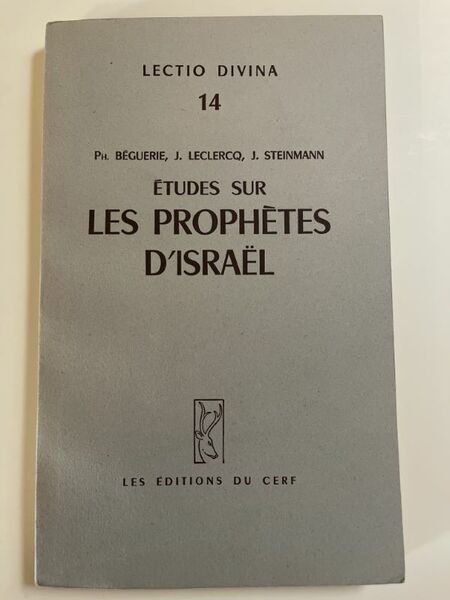 LECTIO DIVINA
14
PH. BÉGUERIE, J. LECLERCQ, J. STEINMANN
ÉTUDES SUR
LES PROPHÈTES
D'ISRAËL
LES ÉDITIONS DU CERF